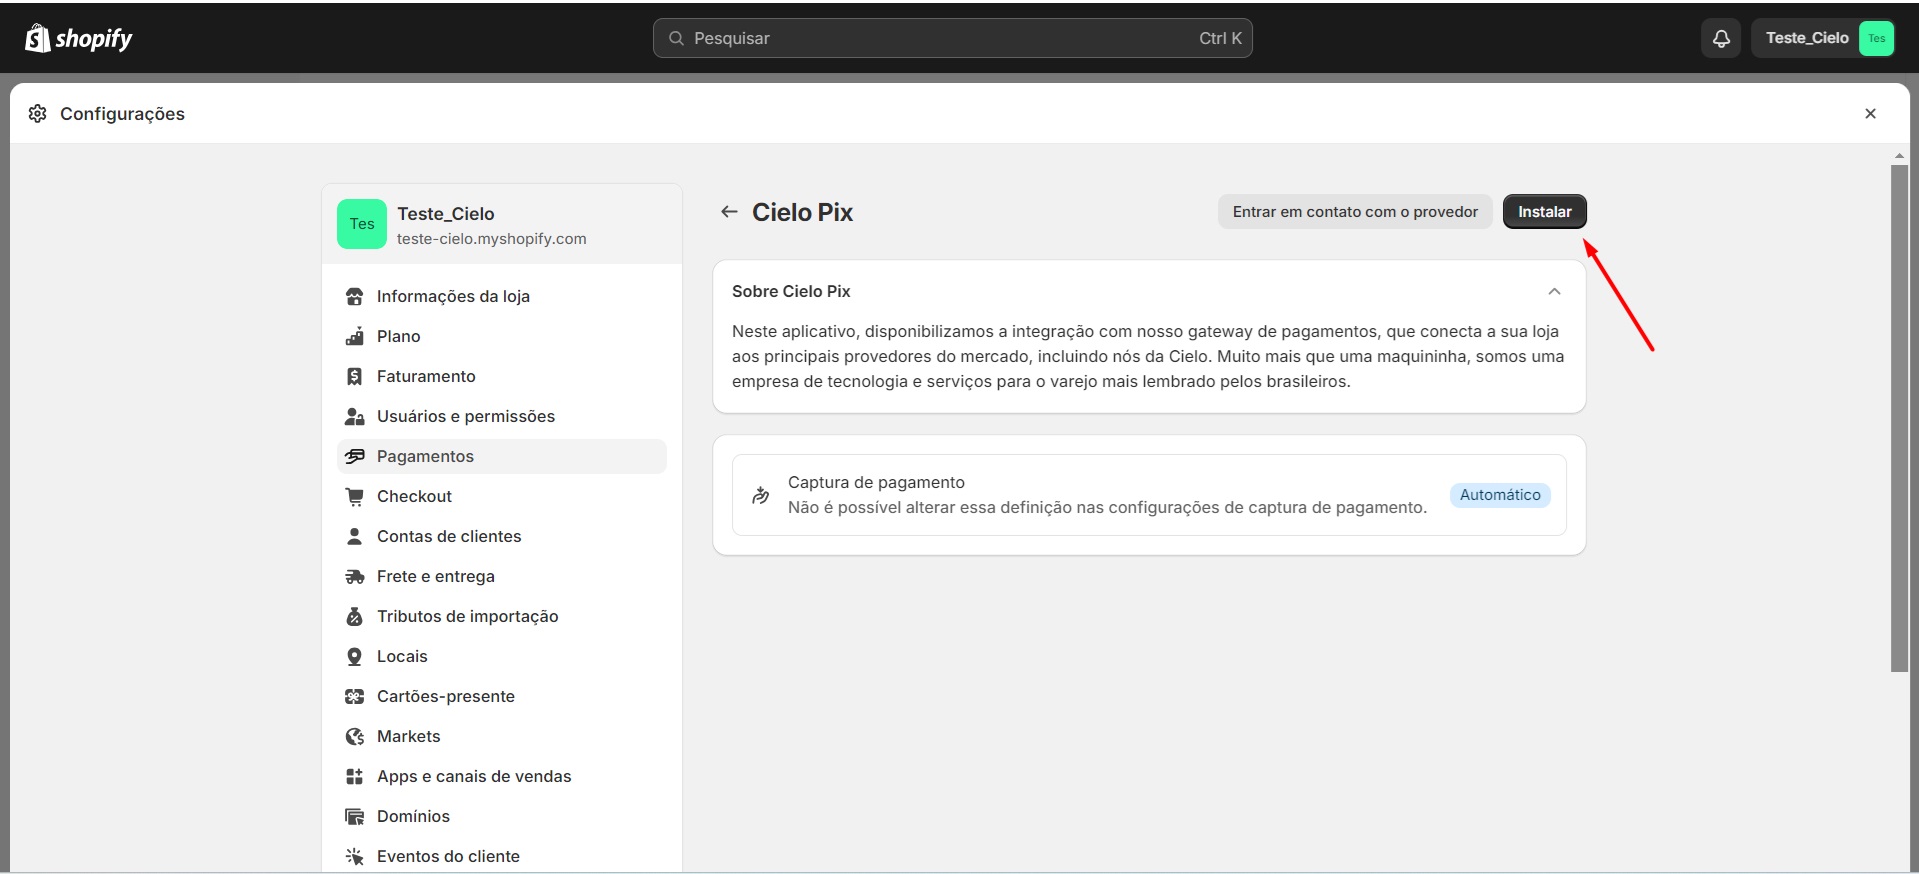 shopify
Pesquisar
Ctrl K
Teste_Cielo
Tes
Configurações
Tes
Teste_Cielo
teste-cielo.myshopify.com
Informações da loja
Plano
Faturamento
Usuários e permissões
Pagamentos
Checkout
Contas de clientes
Frete e entrega
Tributos de importação
Locais
Cartões-presente
Markets
Apps e canais de vendas
Domínios
Eventos do cliente
Cielo Pix
Entrar em contato com o provedor
Instalar
Sobre Cielo Pix
Neste aplicativo, disponibilizamos a integração com nosso gateway de pagamentos, que conecta a sua loja
aos principais provedores do mercado, incluindo nós da Cielo. Muito mais que uma maquininha, somos uma
empresa de tecnologia e serviços para o varejo mais lembrado pelos brasileiros.
Captura de pagamento
Não é possível alterar essa definição nas configurações de captura de pagamento.
Automático